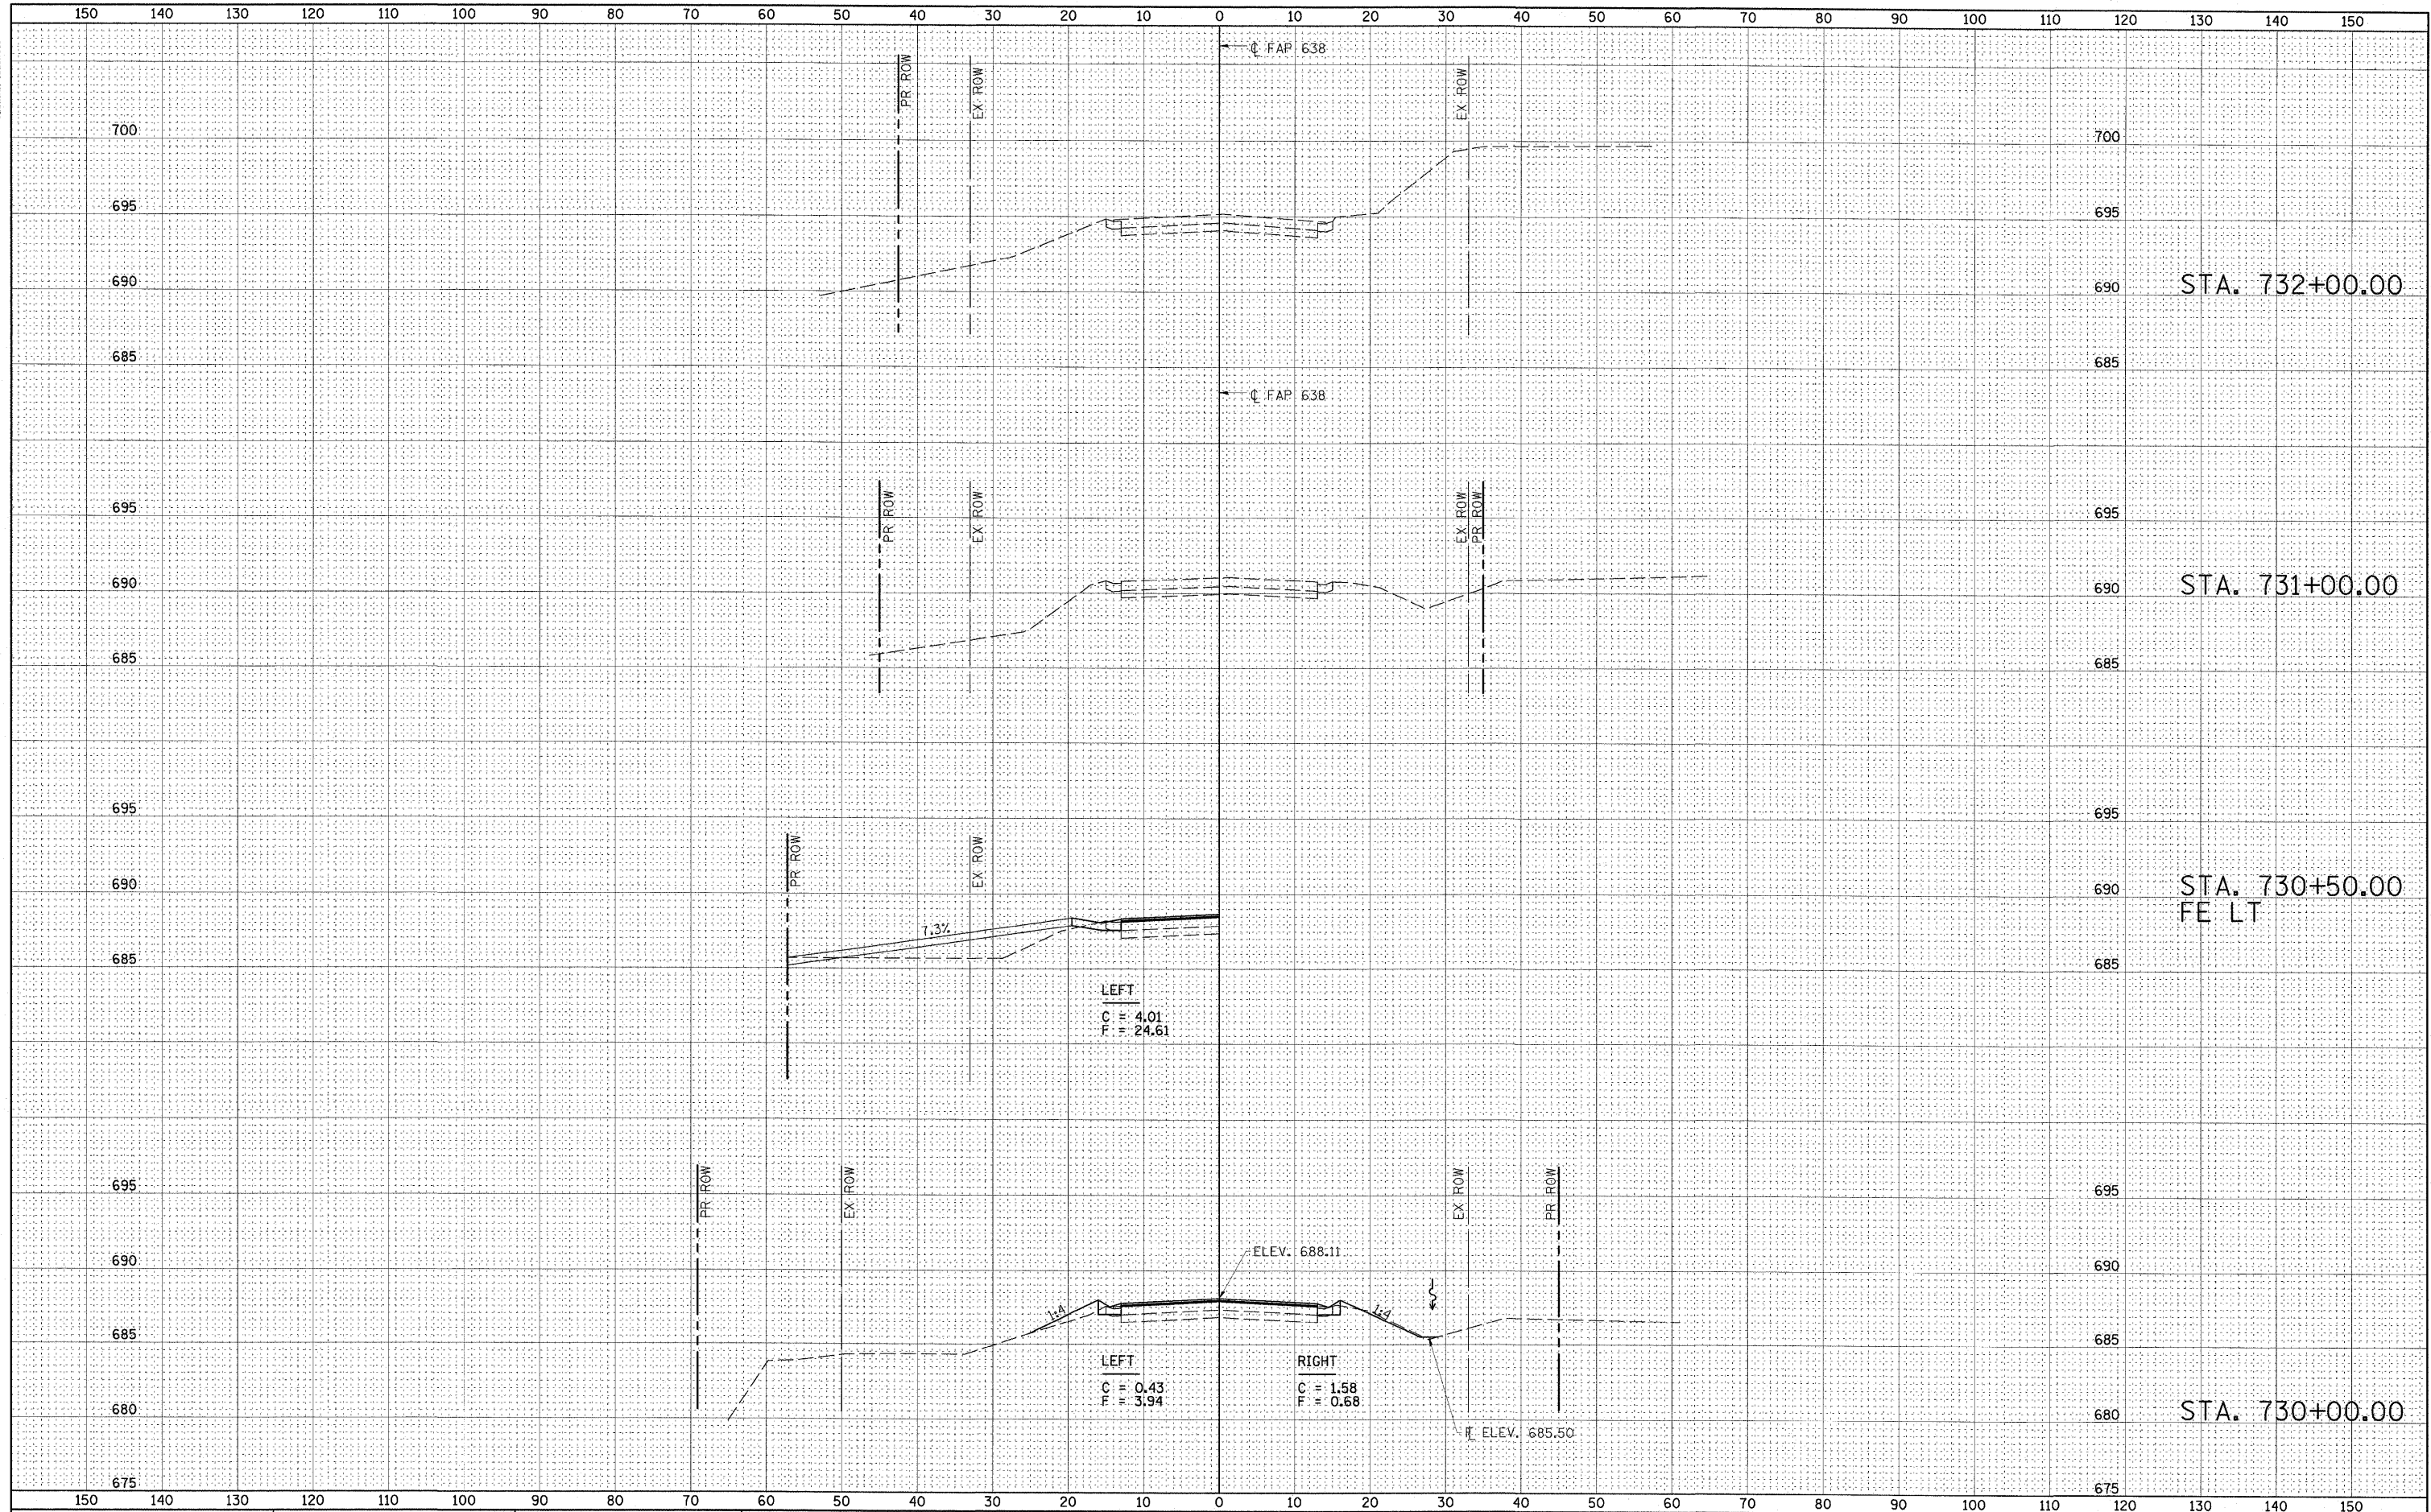 150 140 130 120 110 100 90 80 70 60 50 40 30 20 10 0 10 20 30 40 50 60 70 80 90 100 110 120 130 140 150
℄ FAP 638
PR ROW
EX ROW
EX ROW
700 700
695 695
690 690 STA. 732+00.00
685 685
℄ FAP 638
PR ROW
EX ROW
EX ROW
PR ROW
695 695
690 690 STA. 731+00.00
685 685
695 695
PR ROW
EX ROW
690 690 STA. 730+50.00
FE LT
7.3%
685 685
LEFT
C = 4.01
F = 24.61
PR ROW
EX ROW
EX ROW
PR ROW
695 695
ELEV. 688.11
690 690
1:4 1:4
685 685
LEFT RIGHT
C = 0.43 C = 1.58
F = 3.94 F = 0.68
680 680 STA. 730+00.00
ELEV. 685.50
675 675
150 140 130 120 110 100 90 80 70 60 50 40 30 20 10 0 10 20 30 40 50 60 70 80 90 100 110 120 130 140 150